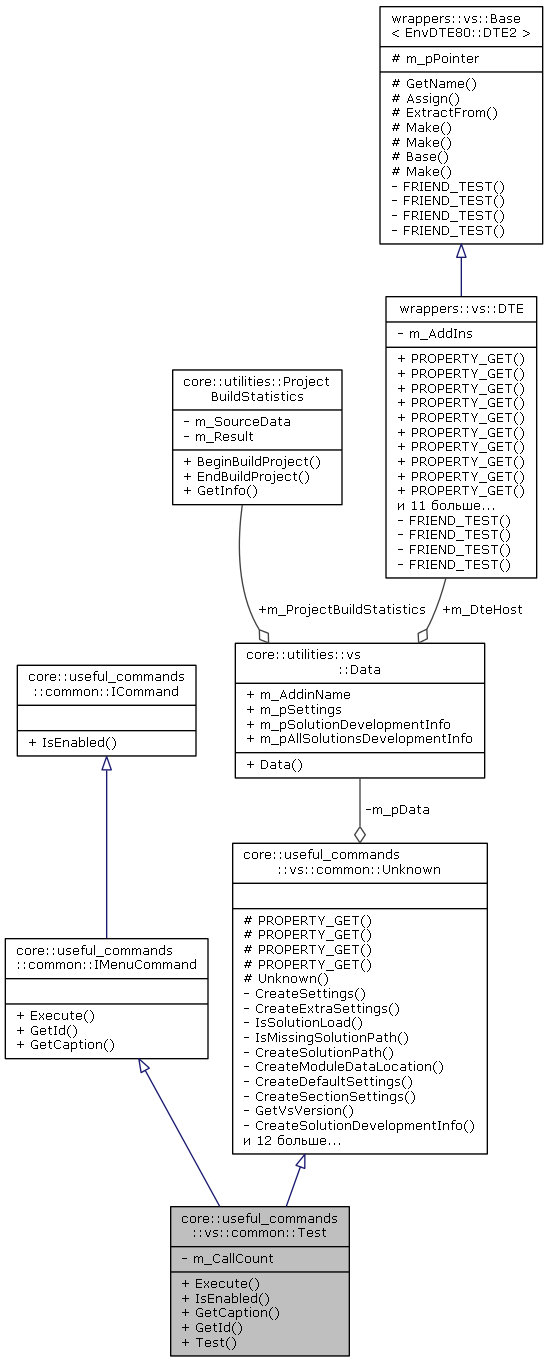 wrappers::vs::Base
< EnvDTE80::DTE2 >
# m_pPointer
# GetName()
# Assign()
# ExtractFrom()
# Make()
# Make()
# Base()
# Make()
- FRIEND_TEST()
- FRIEND_TEST()
- FRIEND_TEST()
- FRIEND_TEST()
wrappers::vs::DTE
- m_AddIns
+ PROPERTY_GET()
+ PROPERTY_GET()
+ PROPERTY_GET()
+ PROPERTY_GET()
+ PROPERTY_GET()
+ PROPERTY_GET()
+ PROPERTY_GET()
+ PROPERTY_GET()
+ PROPERTY_GET()
+ PROPERTY_GET()
и 11 больше...
- FRIEND_TEST()
- FRIEND_TEST()
- FRIEND_TEST()
- FRIEND_TEST()
core::utilities::Project
BuildStatistics
- m_SourceData
- m_Result
+ BeginBuildProject()
+ EndBuildProject()
+ GetInfo()
+m_ProjectBuildStatistics
+m_DteHost
core::utilities::vs
::Data
+ m_AddinName
+ m_pSettings
+ m_pSolutionDevelopmentInfo
+ m_pAllSolutionsDevelopmentInfo
+ Data()
core::useful_commands
::common::ICommand
+ IsEnabled()
-m_pData
core::useful_commands
::vs::common::Unknown
# PROPERTY_GET()
# PROPERTY_GET()
# PROPERTY_GET()
# PROPERTY_GET()
# Unknown()
- CreateSettings()
- CreateExtraSettings()
- IsSolutionLoad()
- IsMissingSolutionPath()
- CreateSolutionPath()
- CreateModuleDataLocation()
- CreateDefaultSettings()
- CreateSectionSettings()
- GetVsVersion()
- CreateSolutionDevelopmentInfo()
и 12 больше...
core::useful_commands
::common::IMenuCommand
+ Execute()
+ GetId()
+ GetCaption()
core::useful_commands
::vs::common::Test
- m_CallCount
+ Execute()
+ IsEnabled()
+ GetCaption()
+ GetId()
+ Test()